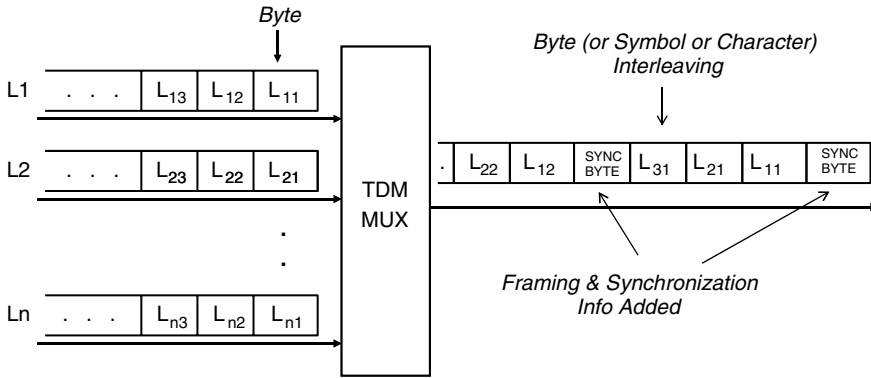 Byte
Byte (or Symbol or Character)
Interleaving
L1 . . . L13 L12 L11
L2 . . . L23 L22 L21
. L22 L12 SYNC BYTE L31 L21 L11 SYNC BYTE
TDM
MUX
.
.
Framing & Synchronization
Info Added
Ln . . . Ln3 Ln2 Ln1